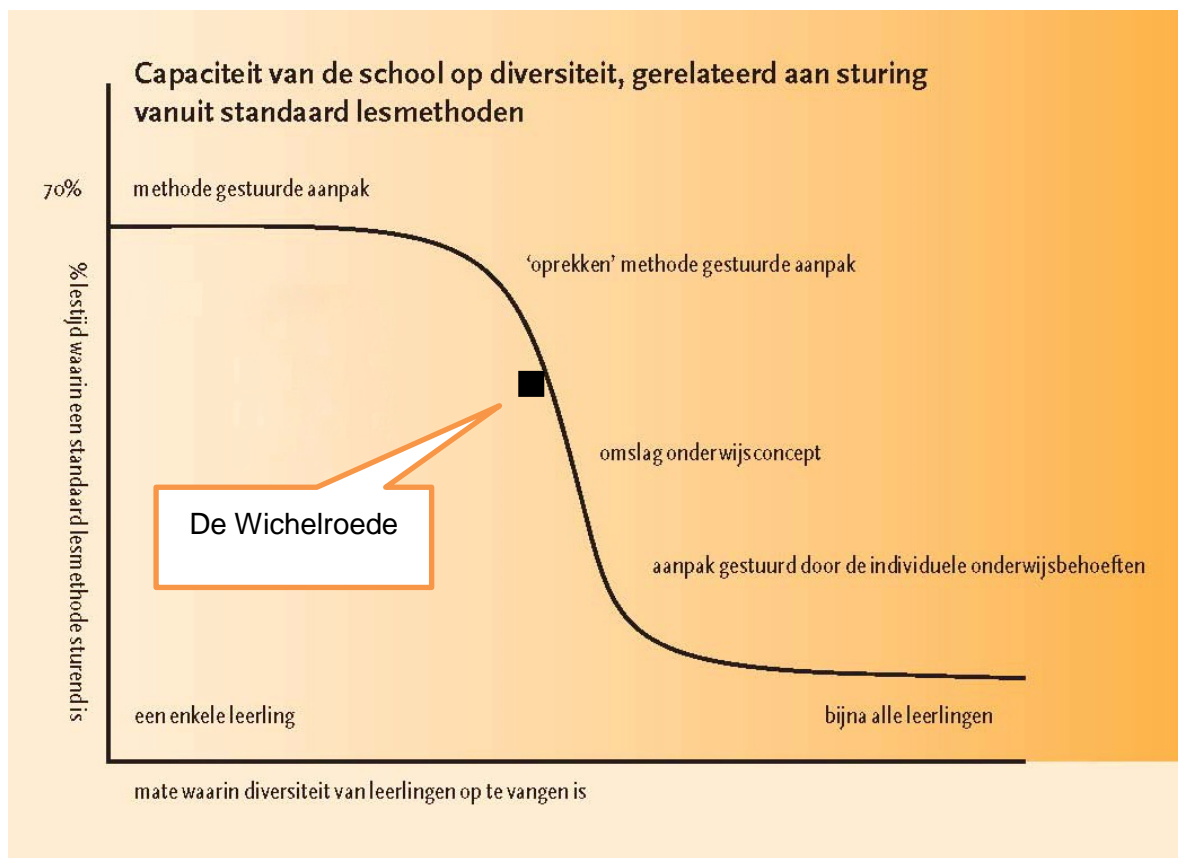 Capaciteit van de school op diversiteit, gerelateerd aan sturing
vanuit standaard lesmethoden
70%
methode gestuurde aanpak
'oprekken' methode gestuurde aanpak
% lestijd waarin een standaard lesmethode sturend is
omslag onderwijsconcept
De Wichelroede
aanpak gestuurd door de individuele onderwijsbehoeften
een enkele leerling
bijna alle leerlingen
mate waarin diversiteit van leerlingen op te vangen is